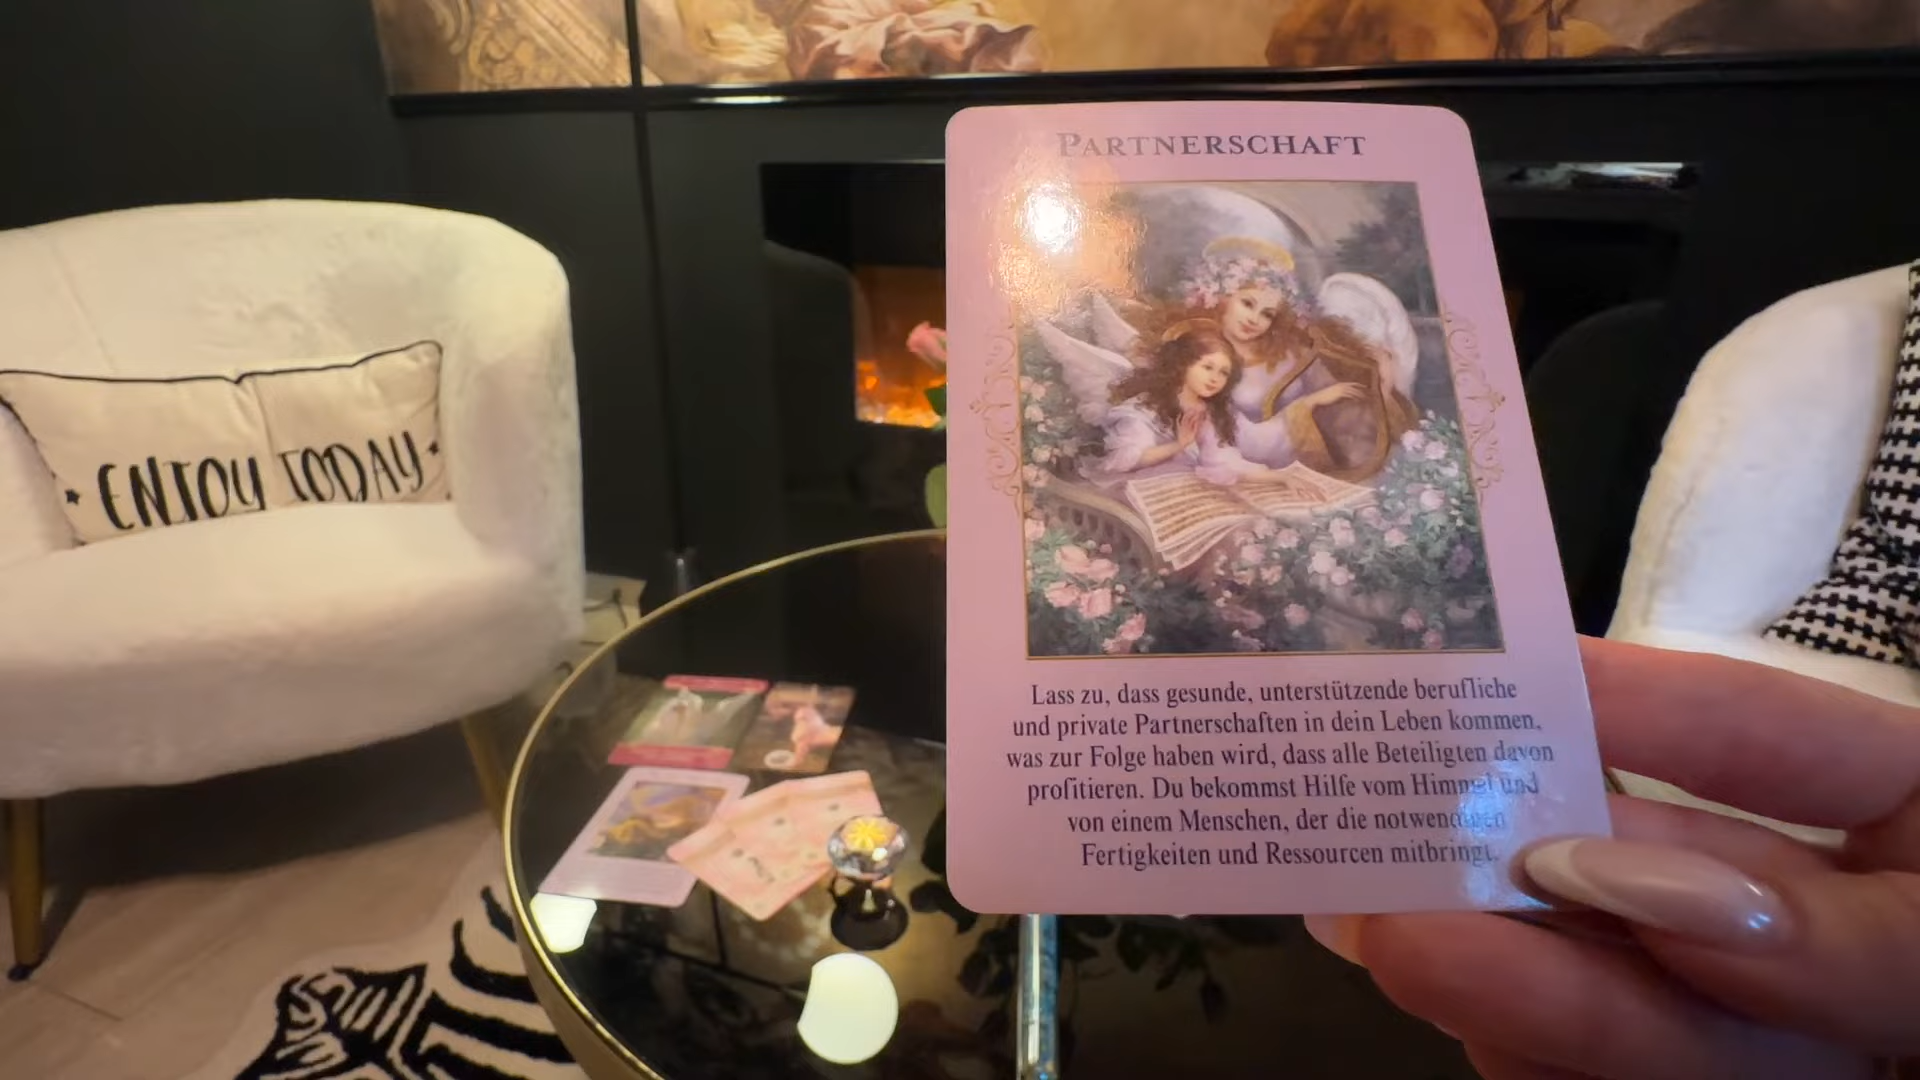 PARTNERSCHAFT
Lass zu, dass gesunde, unterstützende berufliche
und private Partnerschaften in dein Leben kommen,
was zur Folge haben wird, dass alle Beteiligten davon
profitieren. Du bekommst Hilfe vom Himmel und
von einem Menschen, der die notwendigen
Fertigkeiten und Ressourcen mitbringt.
ENJOY TODAY